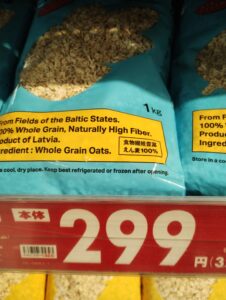 1kg
From Fields of the Baltic States.
100% Whole Grain, Naturally High Fiber.
Product of Latvia.
Ingredient : Whole Grain Oats.
食物繊維豊富
えん麦100%
cool, dry place. Keep best refrigerated or frozen after opening.
From F
100% W
Produc
Ingredi
Store in a co
本体
299
円